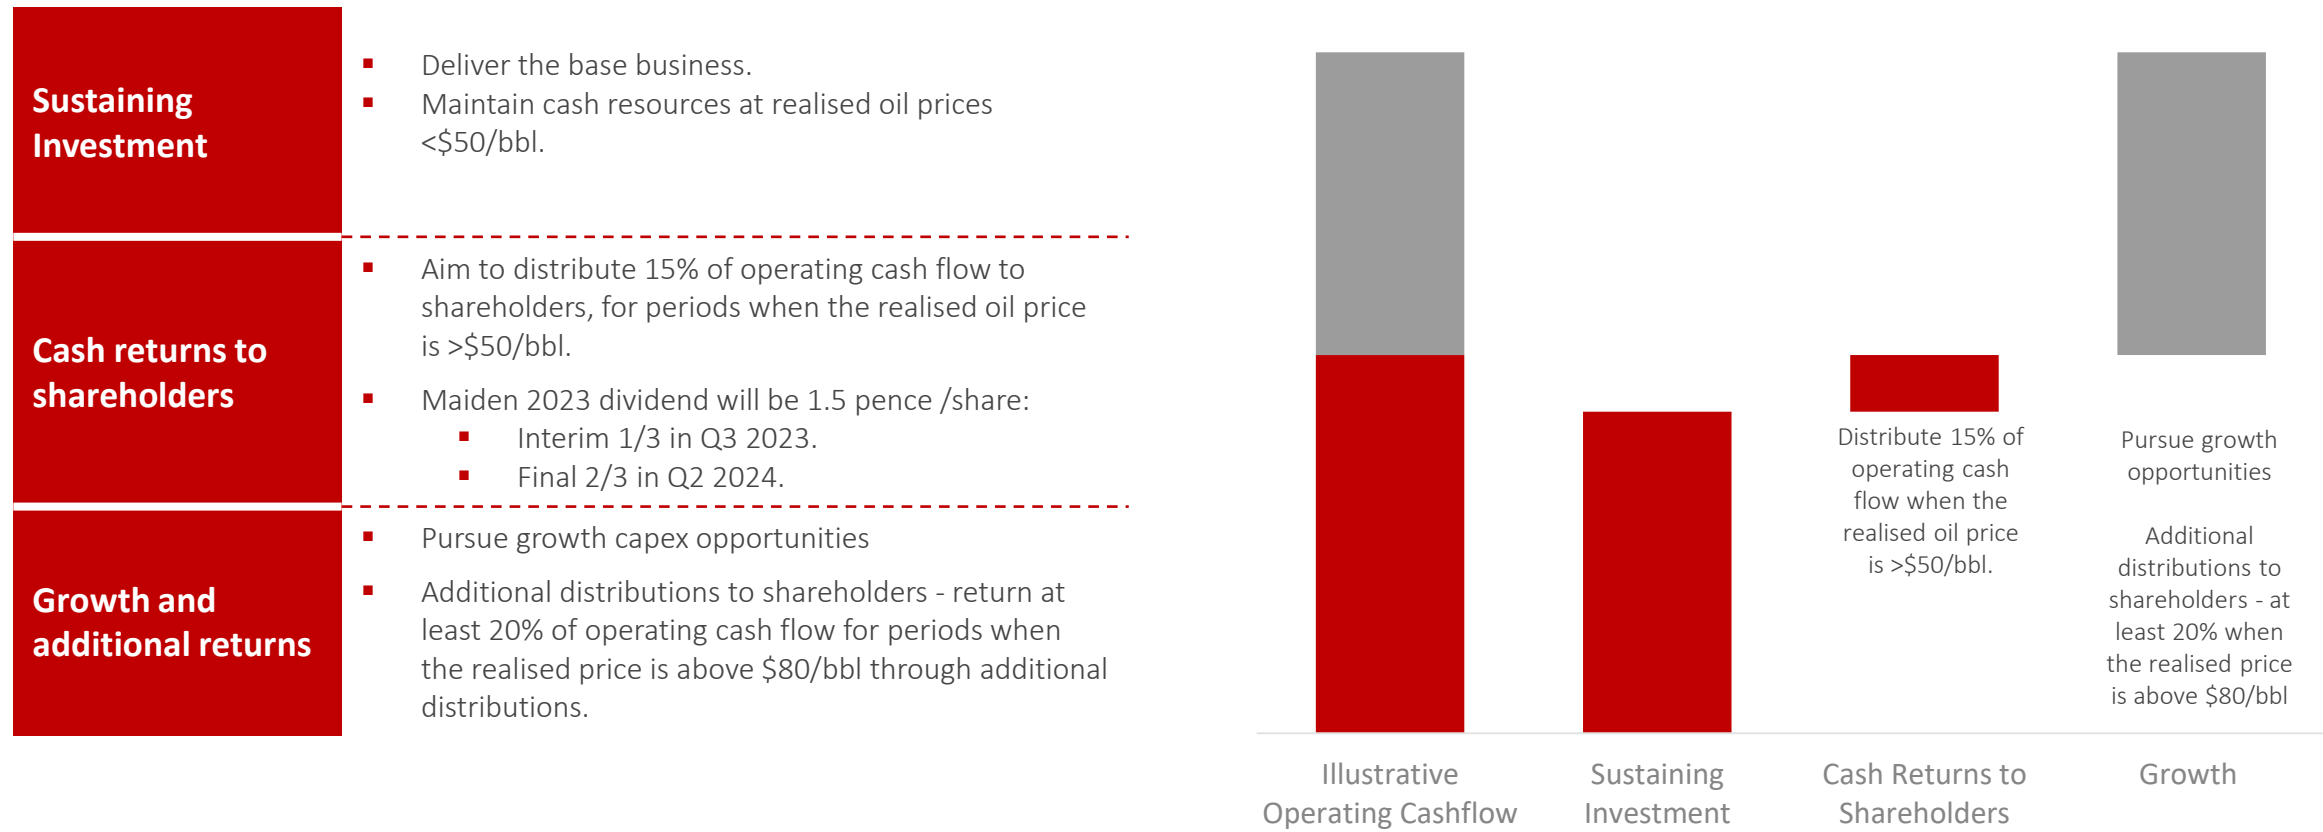 Sustaining
Investment
▪ Deliver the base business.
▪ Maintain cash resources at realised oil prices
<$50/bbl.
Cash returns to
shareholders
▪ Aim to distribute 15% of operating cash flow to
shareholders, for periods when the realised oil price
is >$50/bbl.
▪ Maiden 2023 dividend will be 1.5 pence /share:
▪ Interim 1/3 in Q3 2023.
▪ Final 2/3 in Q2 2024.
Growth and
additional returns
▪ Pursue growth capex opportunities
▪ Additional distributions to shareholders - return at
least 20% of operating cash flow for periods when
the realised price is above $80/bbl through additional
distributions.
Distribute 15% of
operating cash
flow when the
realised oil price
is >$50/bbl.
Pursue growth
opportunities
Additional
distributions to
shareholders - at
least 20% when
the realised price
is above $80/bbl
Illustrative
Operating Cashflow
Sustaining
Investment
Cash Returns to
Shareholders
Growth